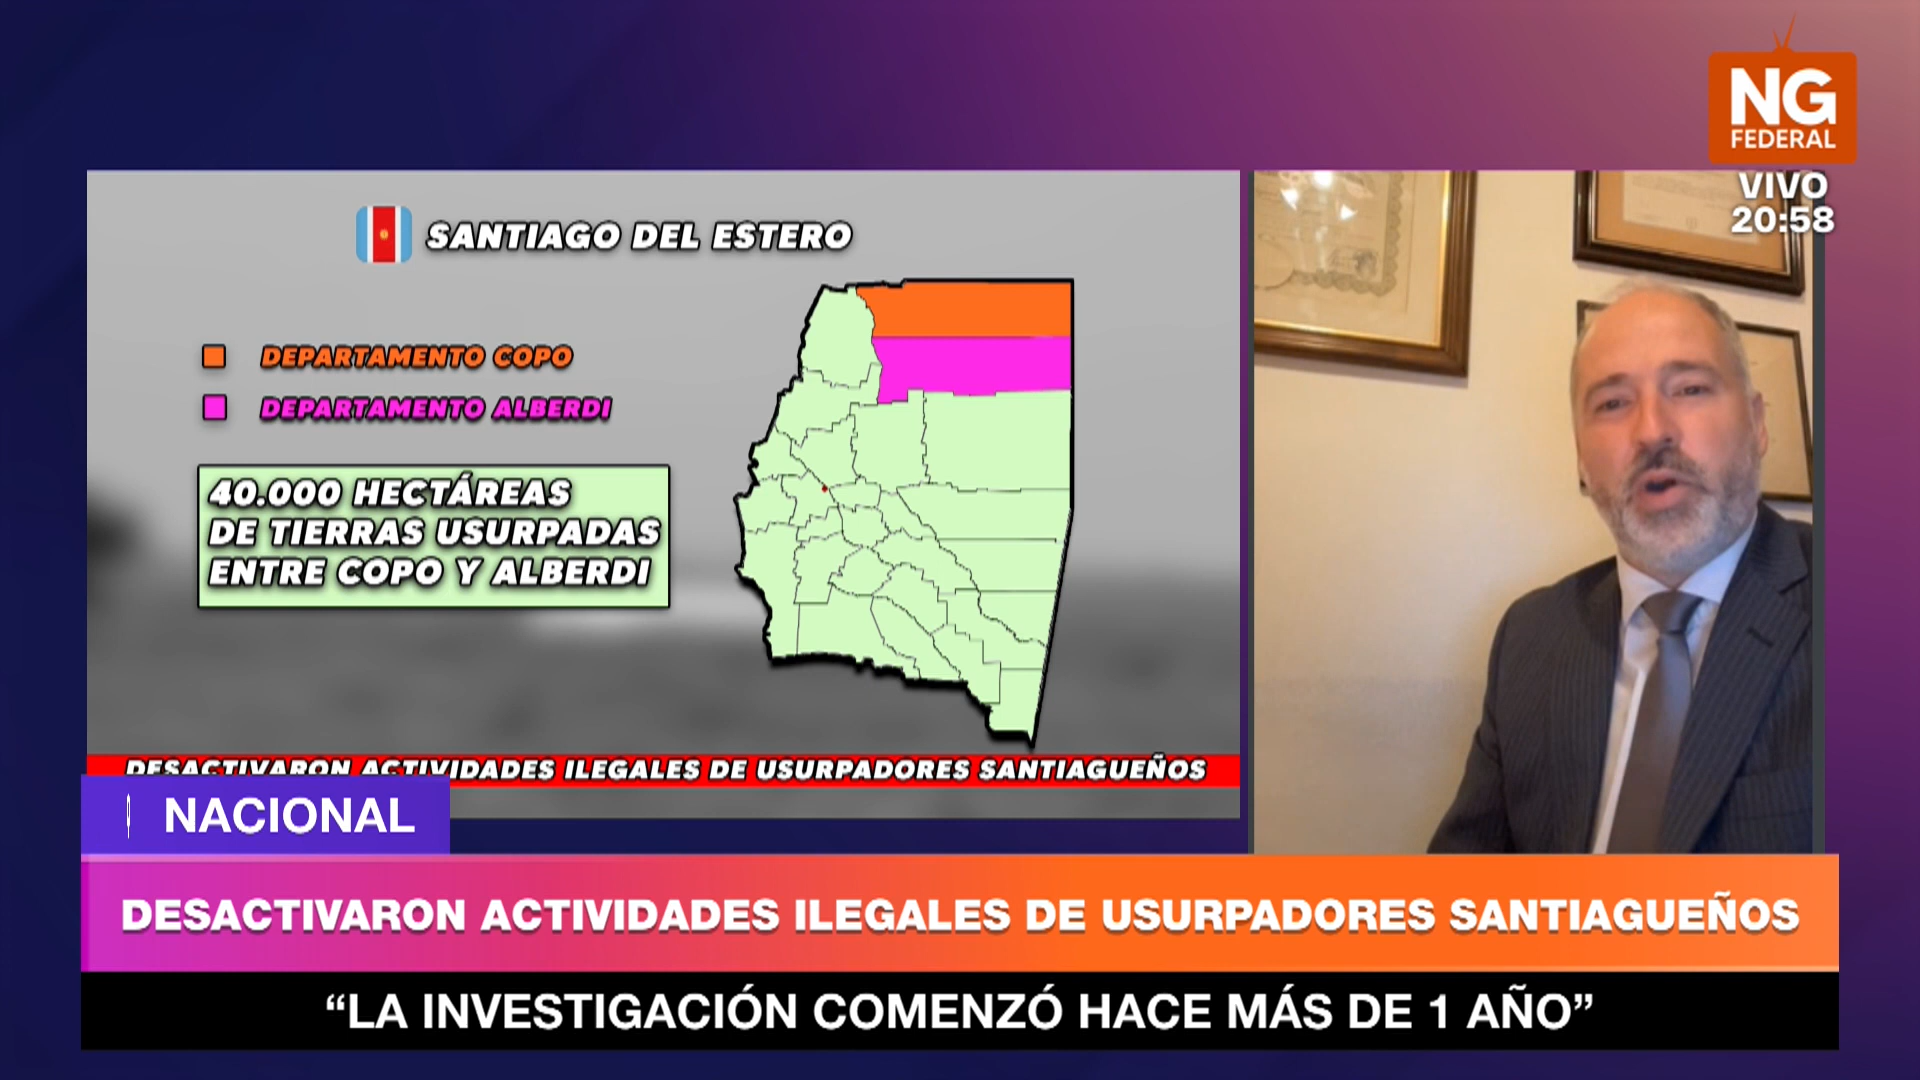 NG
FEDERAL
VIVO
20:58
SANTIAGO DEL ESTERO
DEPARTAMENTO COPO
DEPARTAMENTO ALBERDI
40.000 HECTÁREAS
DE TIERRAS USURPADAS
ENTRE COPO Y ALBERDI
DESACTIVARON ACTIVIDADES ILEGALES DE USURPADORES SANTIAGUEÑOS
NACIONAL
DESACTIVARON ACTIVIDADES ILEGALES DE USURPADORES SANTIAGUEÑOS
“LA INVESTIGACIÓN COMENZÓ HACE MÁS DE 1 AÑO”